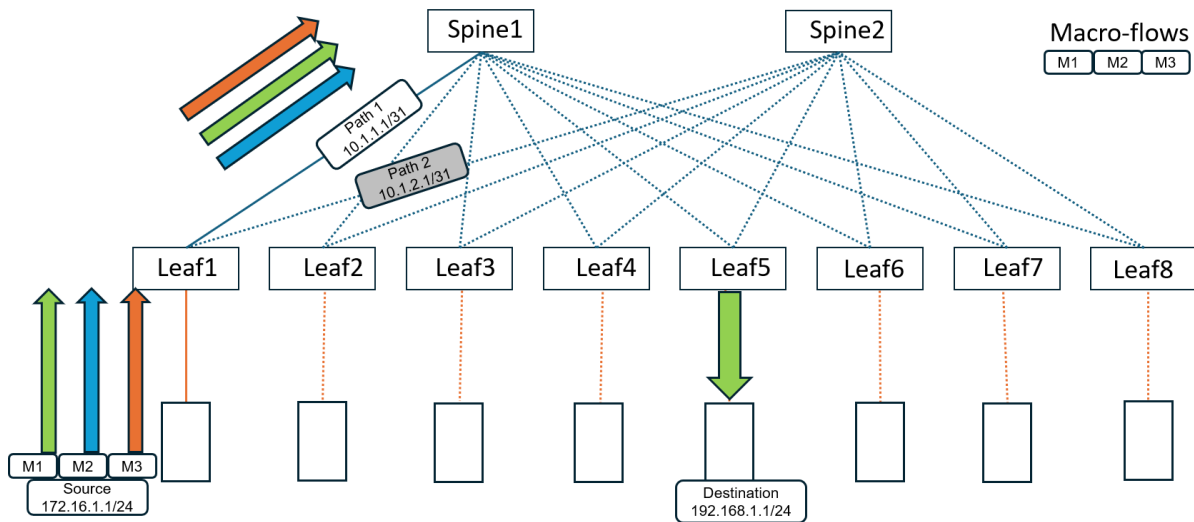 Spine1
Spine2
Macro-flows
M1
M2
M3
Path 1
10.1.1.1/31
Path 2
10.1.2.1/31
Leaf1
Leaf2
Leaf3
Leaf4
Leaf5
Leaf6
Leaf7
Leaf8
M1
M2
M3
Source
172.16.1.1/24
Destination
192.168.1.1/24